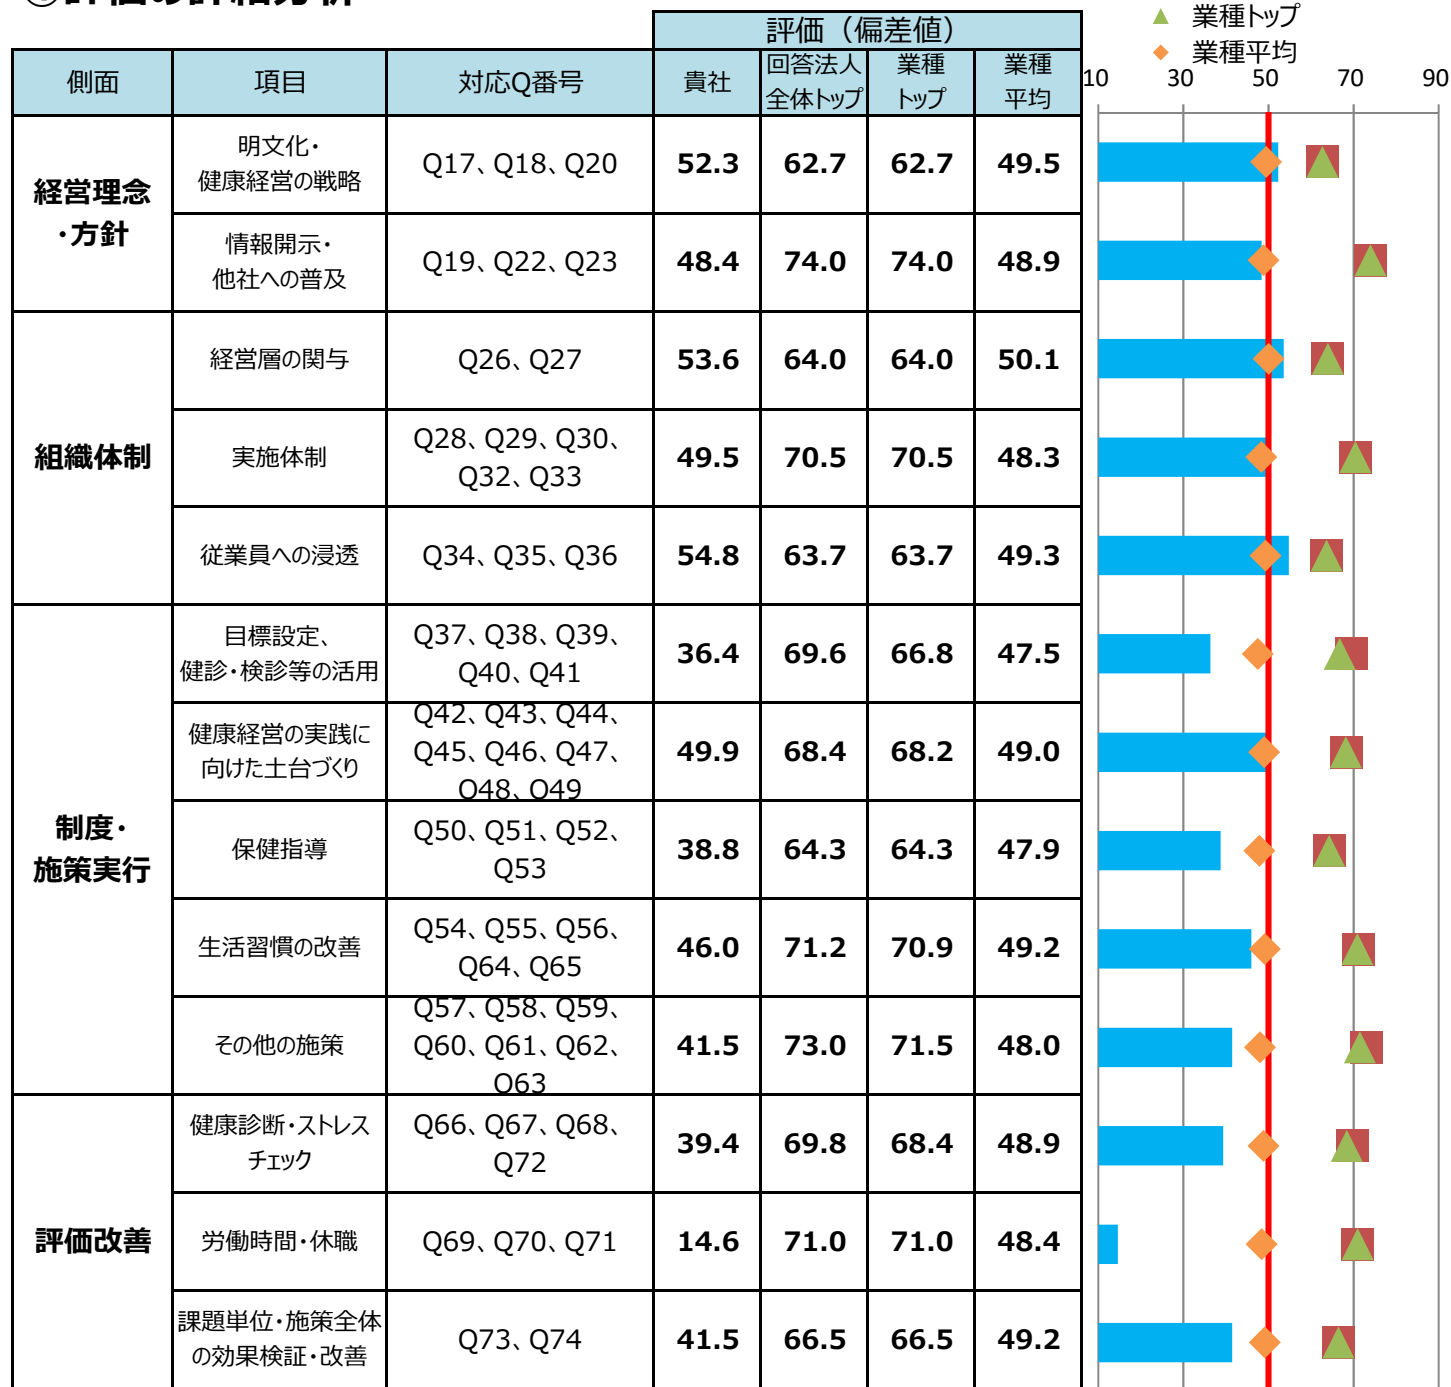 ①評価の詳細分析
▲ 業種トップ
◆ 業種平均
評価（偏差値）
側面 項目 対応Q番号 貴社 回答法人全体トップ 業種トップ 業種平均
10 30 50 70 90
経営理念・方針
明文化・健康経営の戦略 Q17、Q18、Q20 52.3 62.7 62.7 49.5
情報開示・他社への普及 Q19、Q22、Q23 48.4 74.0 74.0 48.9
組織体制
経営層の関与 Q26、Q27 53.6 64.0 64.0 50.1
実施体制 Q28、Q29、Q30、Q32、Q33 49.5 70.5 70.5 48.3
従業員への浸透 Q34、Q35、Q36 54.8 63.7 63.7 49.3
制度・施策実行
目標設定、健診・検診等の活用 Q37、Q38、Q39、Q40、Q41 36.4 69.6 66.8 47.5
健康経営の実践に向けた土台づくり Q42、Q43、Q44、Q45、Q46、Q47、Q48、Q49 49.9 68.4 68.2 49.0
保健指導 Q50、Q51、Q52、Q53 38.8 64.3 64.3 47.9
生活習慣の改善 Q54、Q55、Q56、Q64、Q65 46.0 71.2 70.9 49.2
その他の施策 Q57、Q58、Q59、Q60、Q61、Q62、Q63 41.5 73.0 71.5 48.0
評価改善
健康診断・ストレスチェック Q66、Q67、Q68、Q72 39.4 69.8 68.4 48.9
労働時間・休職 Q69、Q70、Q71 14.6 71.0 71.0 48.4
課題単位・施策全体の効果検証・改善 Q73、Q74 41.5 66.5 66.5 49.2